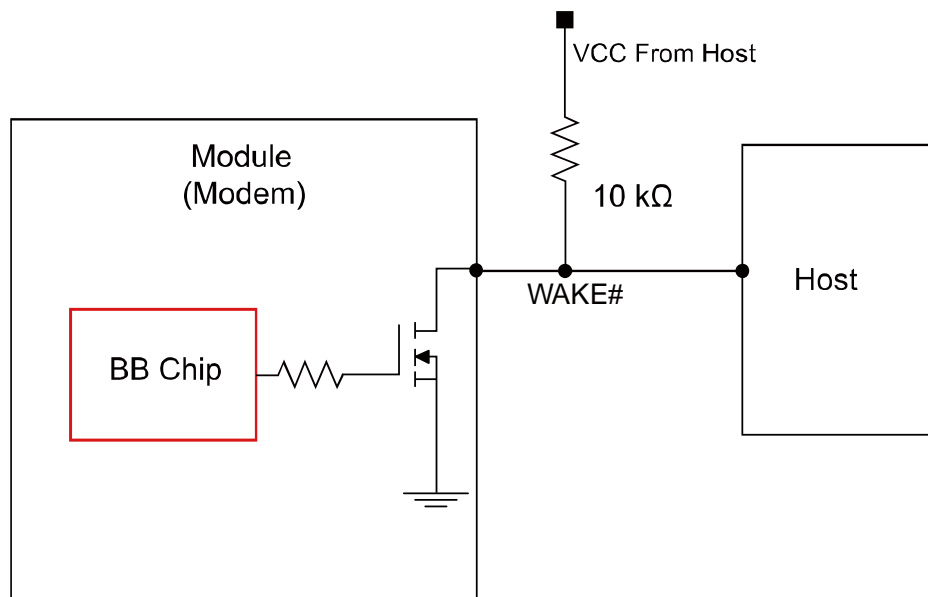 VCC From Host
Module
(Modem)
10 kΩ
Host
WAKE#
BB Chip